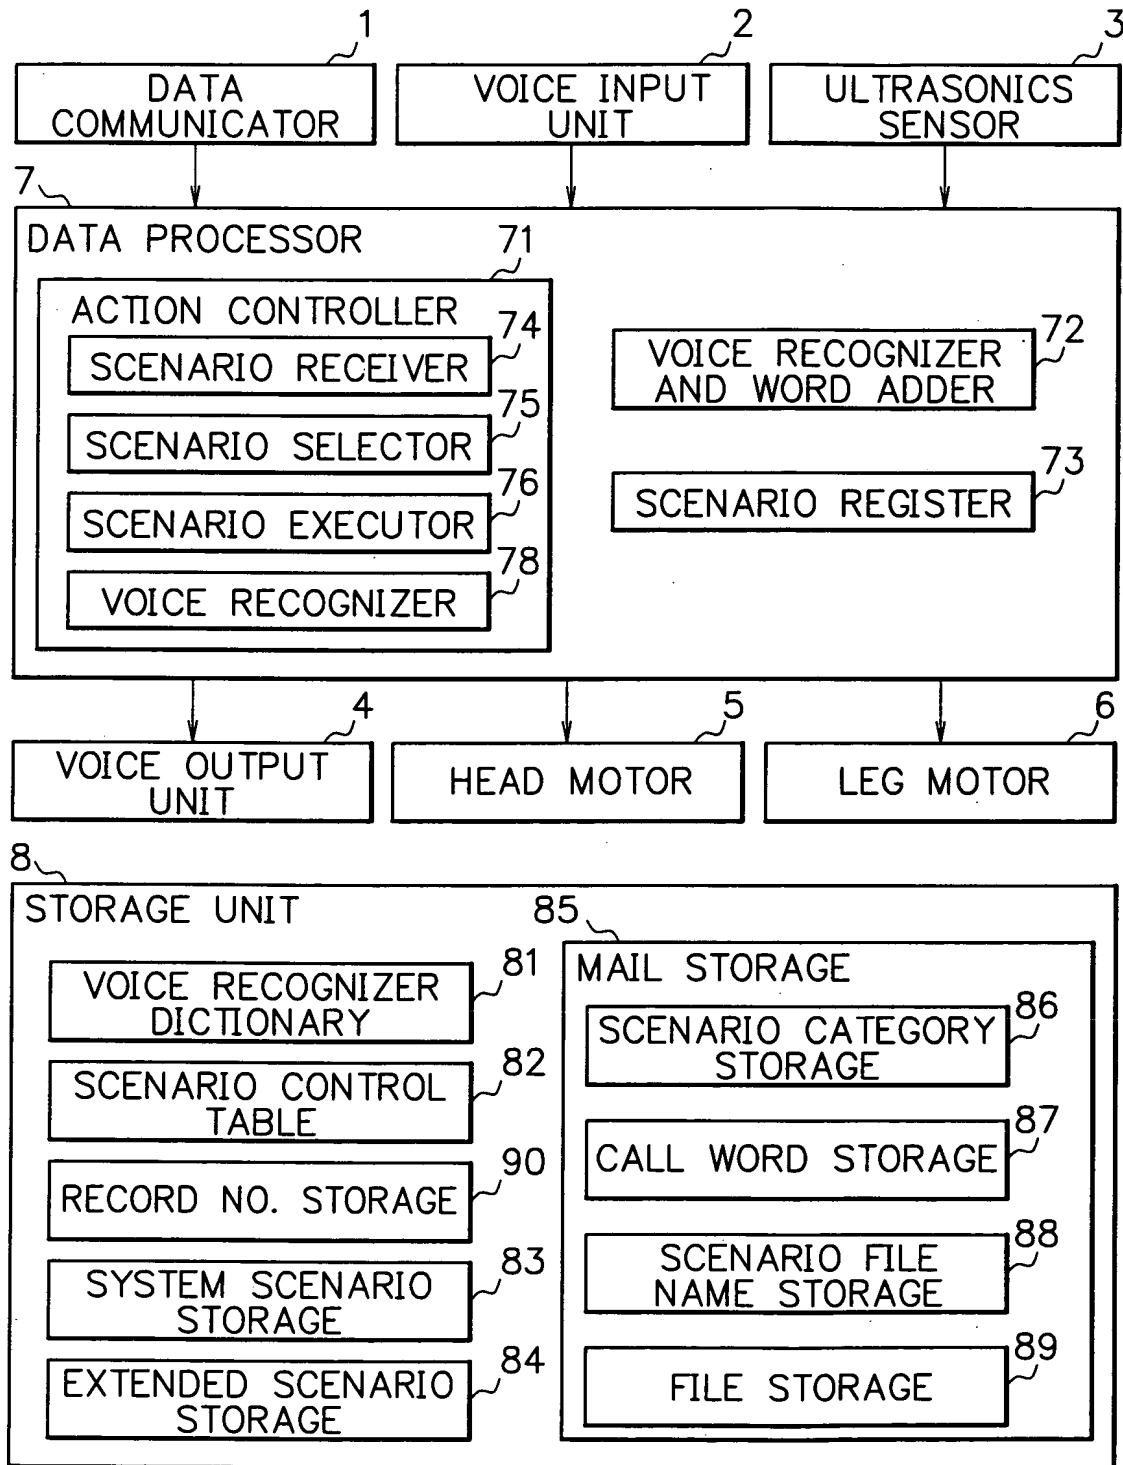 1
2
3
DATA
COMMUNICATOR
VOICE INPUT
UNIT
ULTRASONICS
SENSOR
7
DATA PROCESSOR
71
ACTION CONTROLLER
74
SCENARIO RECEIVER
75
SCENARIO SELECTOR
76
SCENARIO EXECUTOR
78
VOICE RECOGNIZER
72
VOICE RECOGNIZER
AND WORD ADDER
73
SCENARIO REGISTER
4
VOICE OUTPUT
UNIT
5
HEAD MOTOR
6
LEG MOTOR
8
STORAGE UNIT
81
VOICE RECOGNIZER
DICTIONARY
82
SCENARIO CONTROL
TABLE
90
RECORD NO. STORAGE
83
SYSTEM SCENARIO
STORAGE
84
EXTENDED SCENARIO
STORAGE
85
MAIL STORAGE
86
SCENARIO CATEGORY
STORAGE
87
CALL WORD STORAGE
88
SCENARIO FILE
NAME STORAGE
89
FILE STORAGE